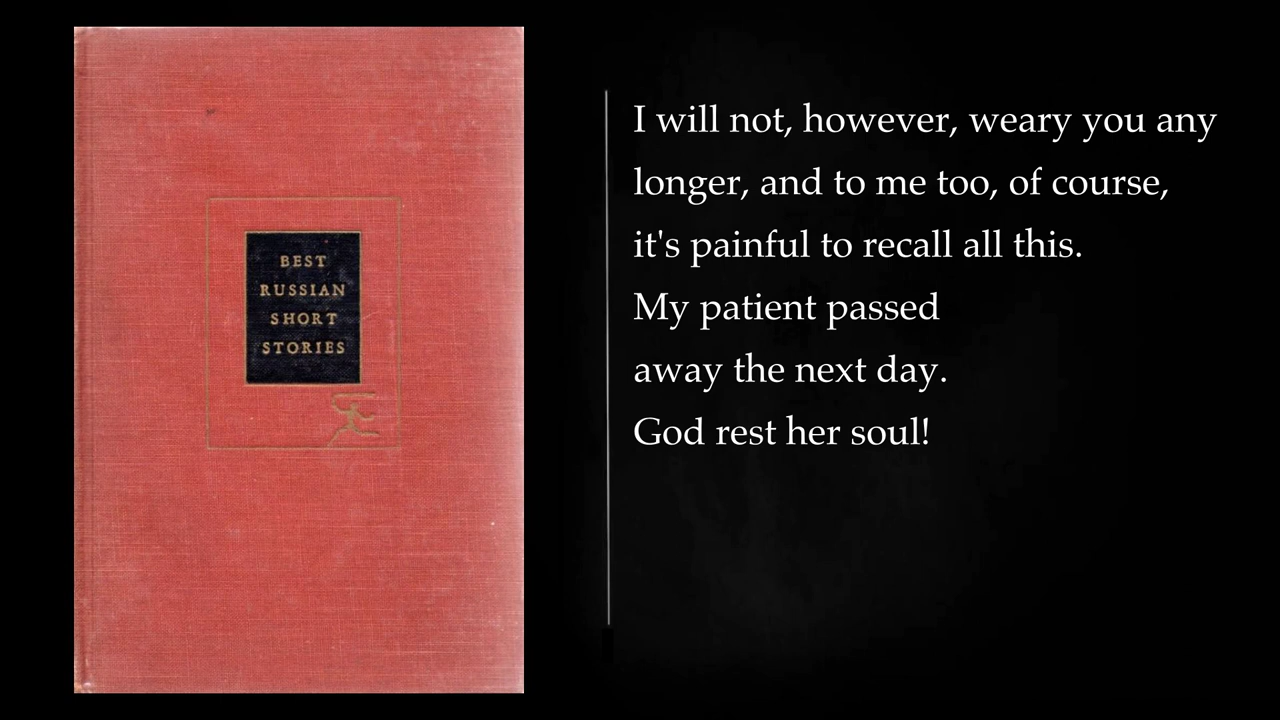 BEST
RUSSIAN
SHORT
STORIES
I will not, however, weary you any
longer, and to me too, of course,
it's painful to recall all this.
My patient passed
away the next day.
God rest her soul!